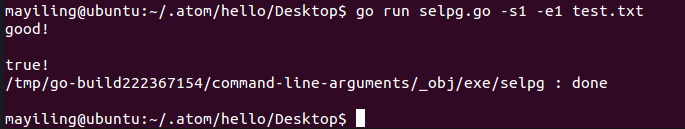 mayiling@ubuntu:~/.atom/hello/Desktop$ go run selpg.go -s1 -e1 test.txt
good!
true!
/tmp/go-build222367154/command-line-arguments/_obj/exe/selpg : done
mayiling@ubuntu:~/.atom/hello/Desktop$